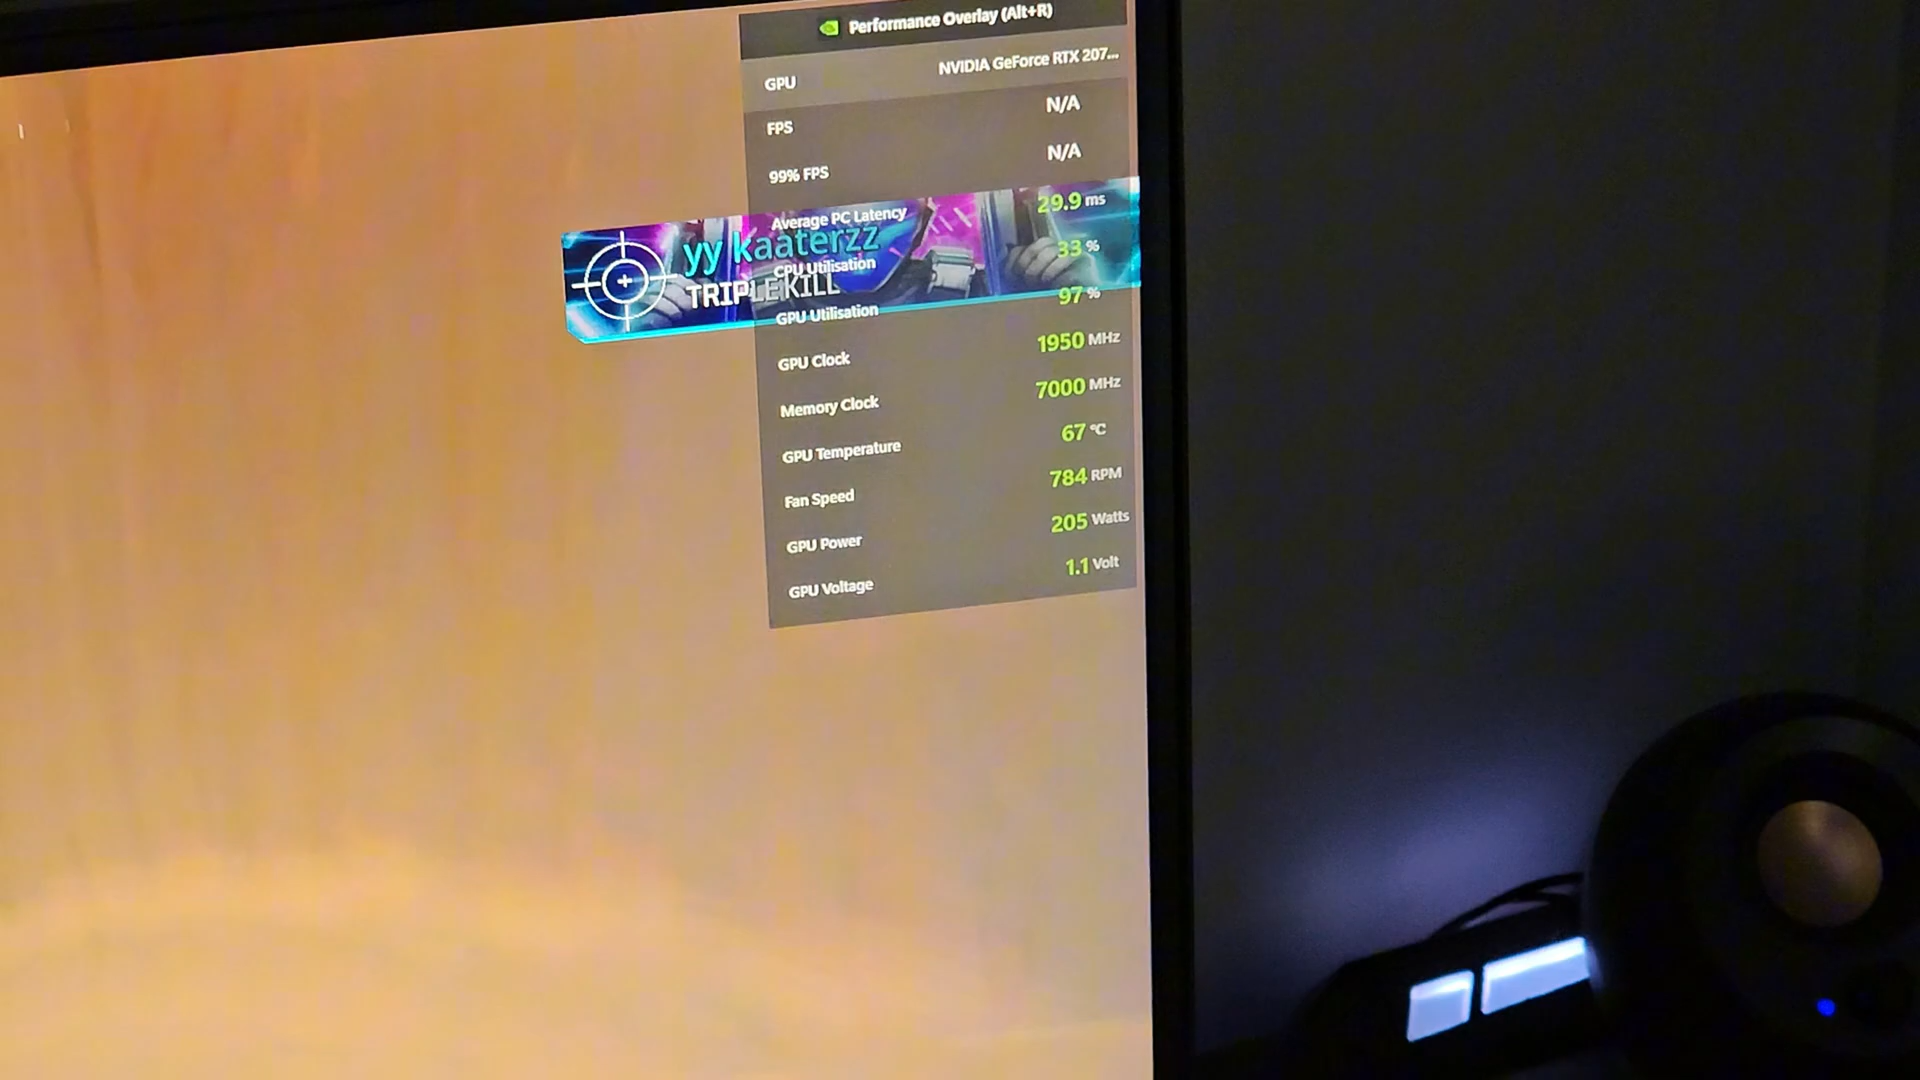 Performance Overlay (Alt+R)
GPU NVIDIA GeForce RTX 207...
FPS N/A
99% FPS N/A
Average PC Latency 29.9 ms
yy kaaterzz
CPU Utilisation 33 %
TRIPLE KILL
GPU Utilisation 97 %
GPU Clock 1950 MHz
Memory Clock 7000 MHz
GPU Temperature 67 °C
Fan Speed 784 RPM
GPU Power 205 Watts
GPU Voltage 1.1 Volt